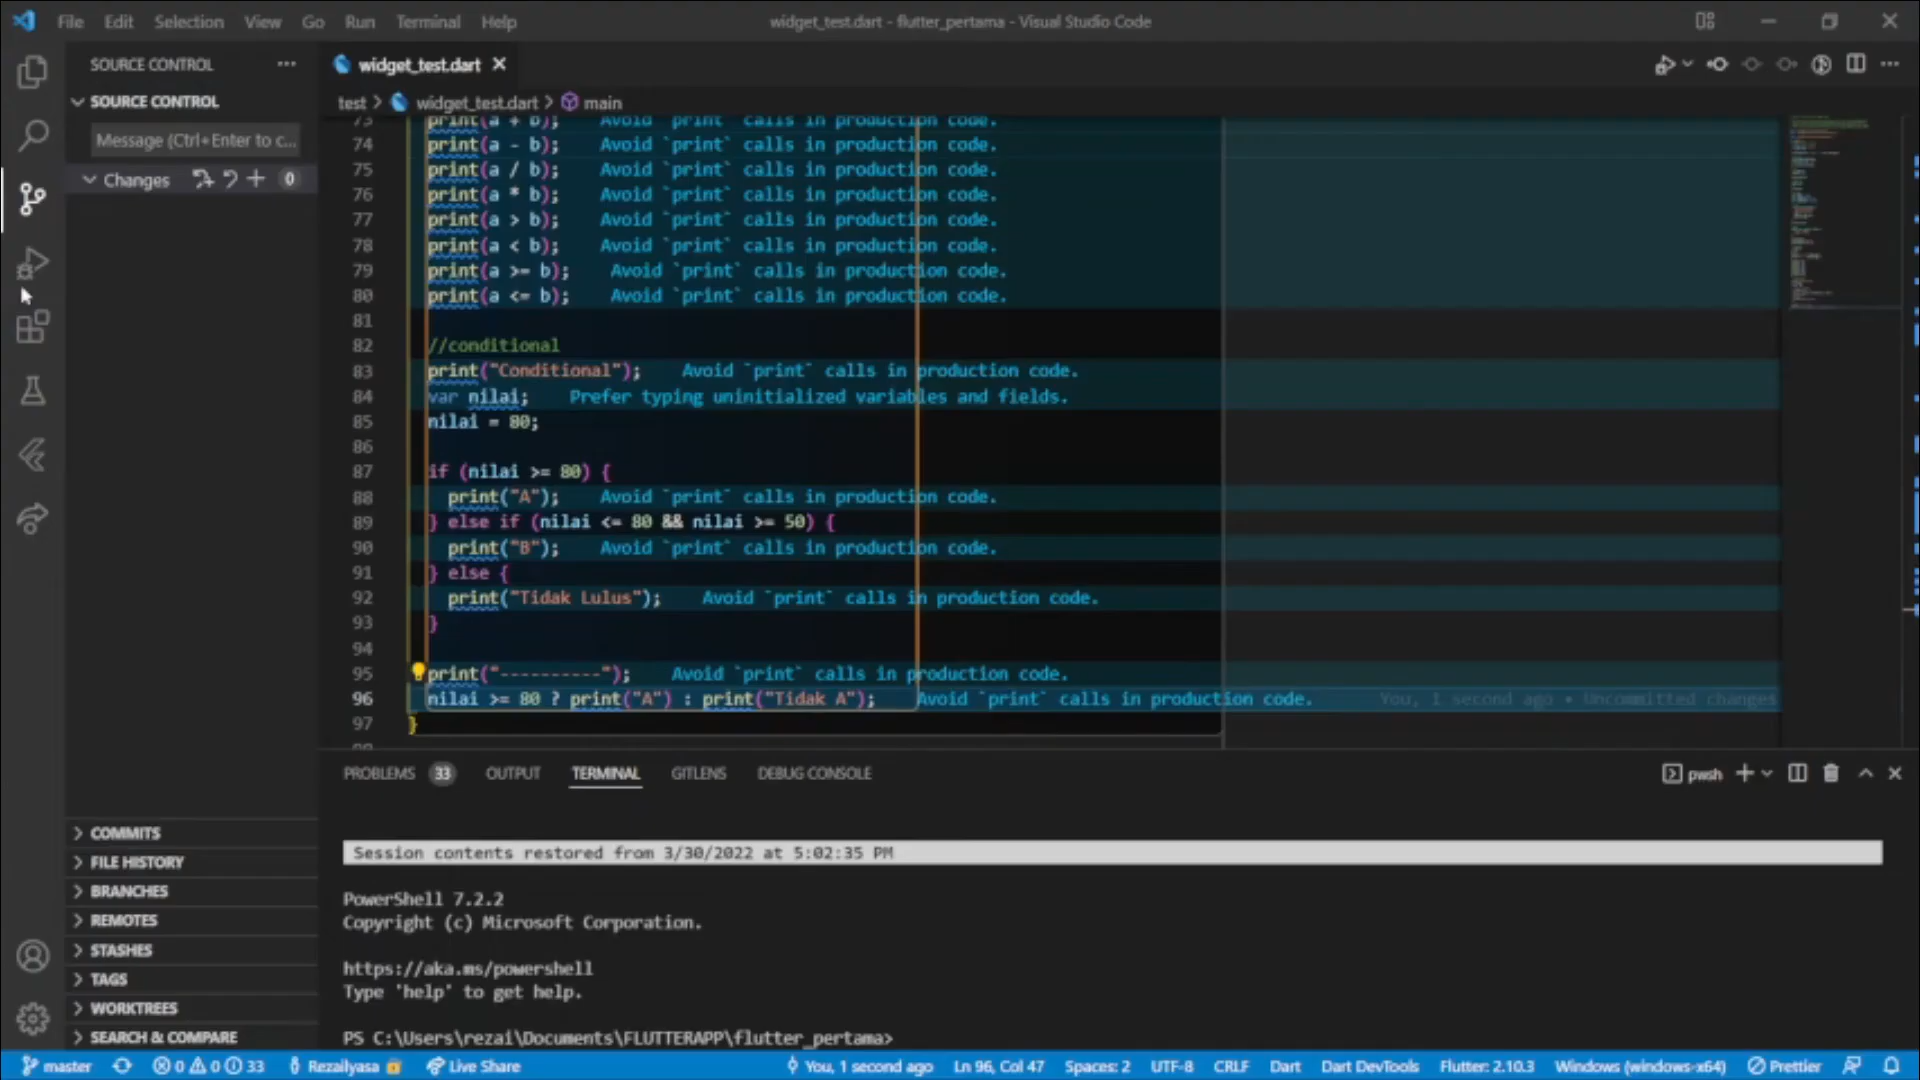 File Edit Selection View Go Run Terminal Help widget_test.dart - flutter_pertama - Visual Studio Code
SOURCE CONTROL ···
widget_test.dart ×
SOURCE CONTROL
test > widget_test.dart > main
Message (Ctrl+Enter to c...
Changes 0
73 print(a + b); Avoid `print` calls in production code.
74 print(a - b); Avoid `print` calls in production code.
75 print(a / b); Avoid `print` calls in production code.
76 print(a * b); Avoid `print` calls in production code.
77 print(a > b); Avoid `print` calls in production code.
78 print(a < b); Avoid `print` calls in production code.
79 print(a >= b); Avoid `print` calls in production code.
80 print(a <= b); Avoid `print` calls in production code.
81
82 //conditional
83 print("Conditional"); Avoid `print` calls in production code.
84 var nilai; Prefer typing uninitialized variables and fields.
85 nilai = 80;
86
87 if (nilai >= 80) {
88 print("A"); Avoid `print` calls in production code.
89 } else if (nilai <= 80 && nilai >= 50) {
90 print("B"); Avoid `print` calls in production code.
91 } else {
92 print("Tidak Lulus"); Avoid `print` calls in production code.
93 }
94
95 print("----------"); Avoid `print` calls in production code.
96 nilai >= 80 ? print("A") : print("Tidak A"); Avoid `print` calls in production code. You, 1 second ago • Uncommitted changes
97 }
98
PROBLEMS 33 OUTPUT TERMINAL GITLENS DEBUG CONSOLE pwsh
COMMITS
FILE HISTORY
BRANCHES
REMOTES
STASHES
TAGS
WORKTREES
SEARCH & COMPARE
Session contents restored from 3/30/2022 at 5:02:35 PM
PowerShell 7.2.2
Copyright (c) Microsoft Corporation.
https://aka.ms/powershell
Type 'help' to get help.
PS C:\Users\rezai\Documents\FLUTTERAPP\flutter_pertama>
master 0 0 33 Rezailyasa Live Share You, 1 second ago Ln 96, Col 47 Spaces: 2 UTF-8 CRLF Dart Dart DevTools Flutter: 2.10.3 Windows (windows-x64) Prettier